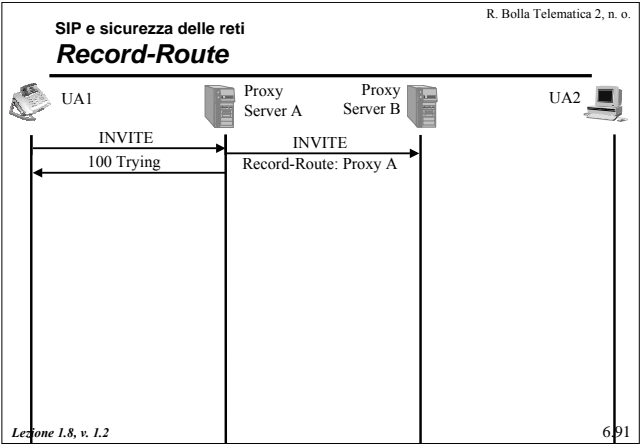 R. Bolla Telematica 2, n. o.
SIP e sicurezza delle reti
Record-Route
UA1
Proxy
Server A
Proxy
Server B
UA2
INVITE
INVITE
100 Trying
Record-Route: Proxy A
Lezione 1.8, v. 1.2
6.91